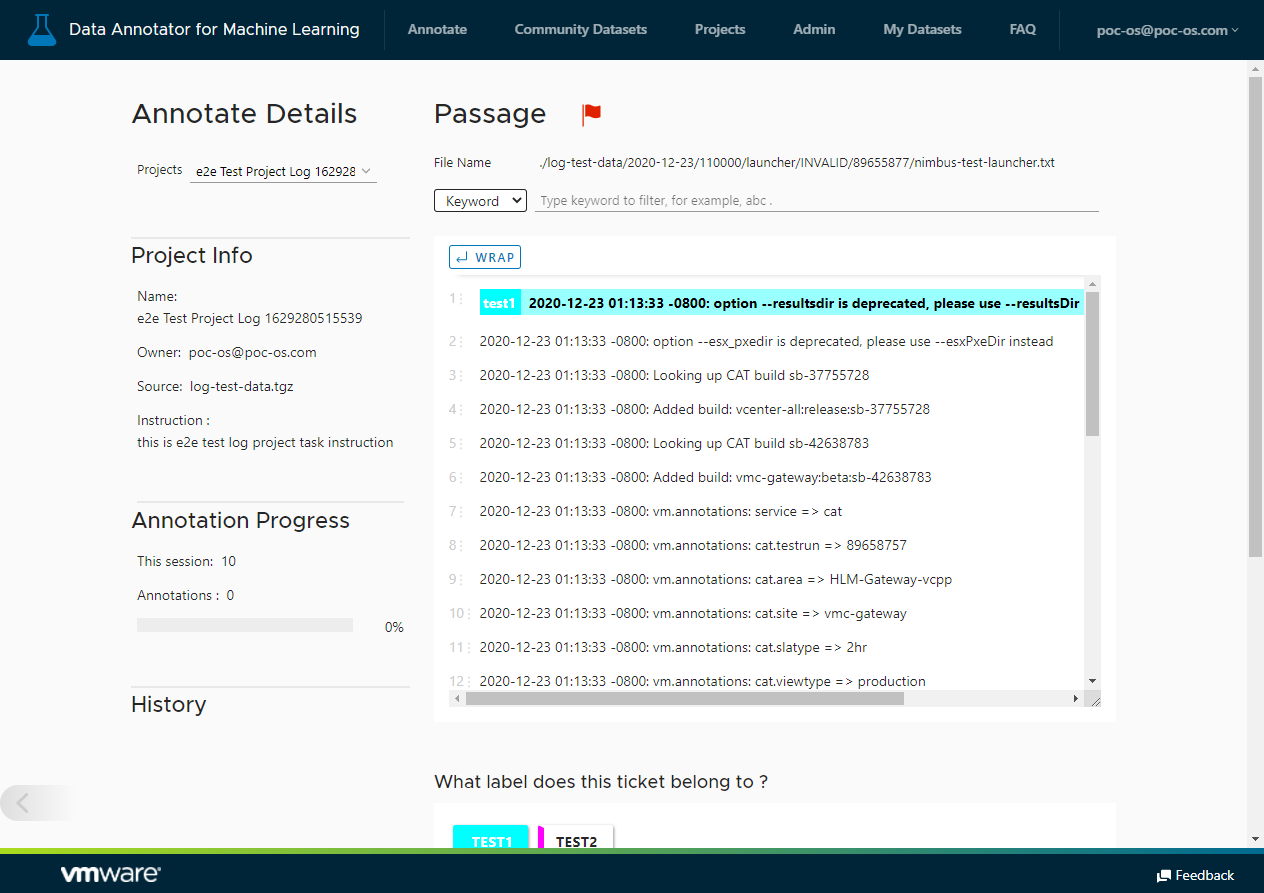 Data Annotator for Machine Learning
Annotate
Community Datasets
Projects
Admin
My Datasets
FAQ
poc-os@poc-os.com
Annotate Details
Projects e2e Test Project Log 162928
Project Info
Name:
e2e Test Project Log 1629280515539
Owner: poc-os@poc-os.com
Source: log-test-data.tgz
Instruction :
this is e2e test log project task instruction
Annotation Progress
This session: 10
Annotations : 0
0%
History
Passage
File Name ./log-test-data/2020-12-23/110000/launcher/INVALID/89655877/nimbus-test-launcher.txt
Keyword Type keyword to filter, for example, abc .
WRAP
1 test1 2020-12-23 01:13:33 -0800: option --resultsdir is deprecated, please use --resultsDir
2 2020-12-23 01:13:33 -0800: option --esx_pxedir is deprecated, please use --esxPxeDir instead
3 2020-12-23 01:13:33 -0800: Looking up CAT build sb-37755728
4 2020-12-23 01:13:33 -0800: Added build: vcenter-all:release:sb-37755728
5 2020-12-23 01:13:33 -0800: Looking up CAT build sb-42638783
6 2020-12-23 01:13:33 -0800: Added build: vmc-gateway:beta:sb-42638783
7 2020-12-23 01:13:33 -0800: vm.annotations: service => cat
8 2020-12-23 01:13:33 -0800: vm.annotations: cat.testrun => 89658757
9 2020-12-23 01:13:33 -0800: vm.annotations: cat.area => HLM-Gateway-vcpp
10 2020-12-23 01:13:33 -0800: vm.annotations: cat.site => vmc-gateway
11 2020-12-23 01:13:33 -0800: vm.annotations: cat.slatype => 2hr
12 2020-12-23 01:13:33 -0800: vm.annotations: cat.viewtype => production
What label does this ticket belong to ?
TEST1 TEST2
vmware®
Feedback